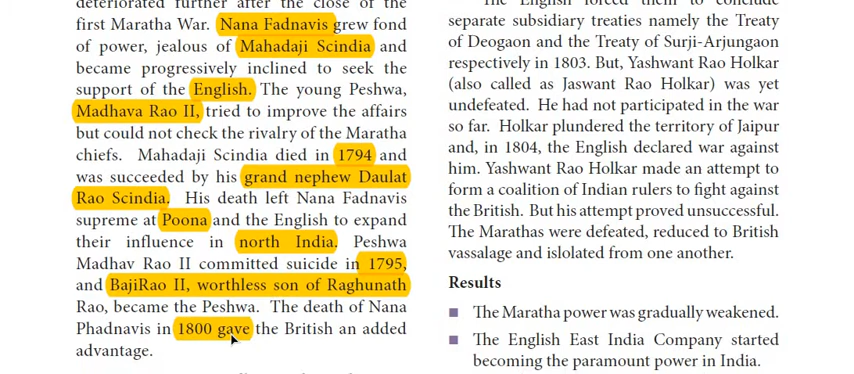 deteriorated further after the close of the
first Maratha War. Nana Fadnavis grew fond
of power, jealous of Mahadaji Scindia and
became progressively inclined to seek the
support of the English. The young Peshwa,
Madhava Rao II, tried to improve the affairs
but could not check the rivalry of the Maratha
chiefs. Mahadaji Scindia died in 1794 and
was succeeded by his grand nephew Daulat
Rao Scindia. His death left Nana Fadnavis
supreme at Poona and the English to expand
their influence in north India. Peshwa
Madhav Rao II committed suicide in 1795,
and BajiRao II, worthless son of Raghunath
Rao, became the Peshwa. The death of Nana
Phadnavis in 1800 gave the British an added
advantage.
The English forced them to conclude
separate subsidiary treaties namely the Treaty
of Deogaon and the Treaty of Surji-Arjungaon
respectively in 1803. But, Yashwant Rao Holkar
(also called as Jaswant Rao Holkar) was yet
undefeated. He had not participated in the war
so far. Holkar plundered the territory of Jaipur
and, in 1804, the English declared war against
him. Yashwant Rao Holkar made an attempt to
form a coalition of Indian rulers to fight against
the British. But his attempt proved unsuccessful.
The Marathas were defeated, reduced to British
vassalage and islolated from one another.
Results
■ The Maratha power was gradually weakened.
■ The English East India Company started
becoming the paramount power in India.